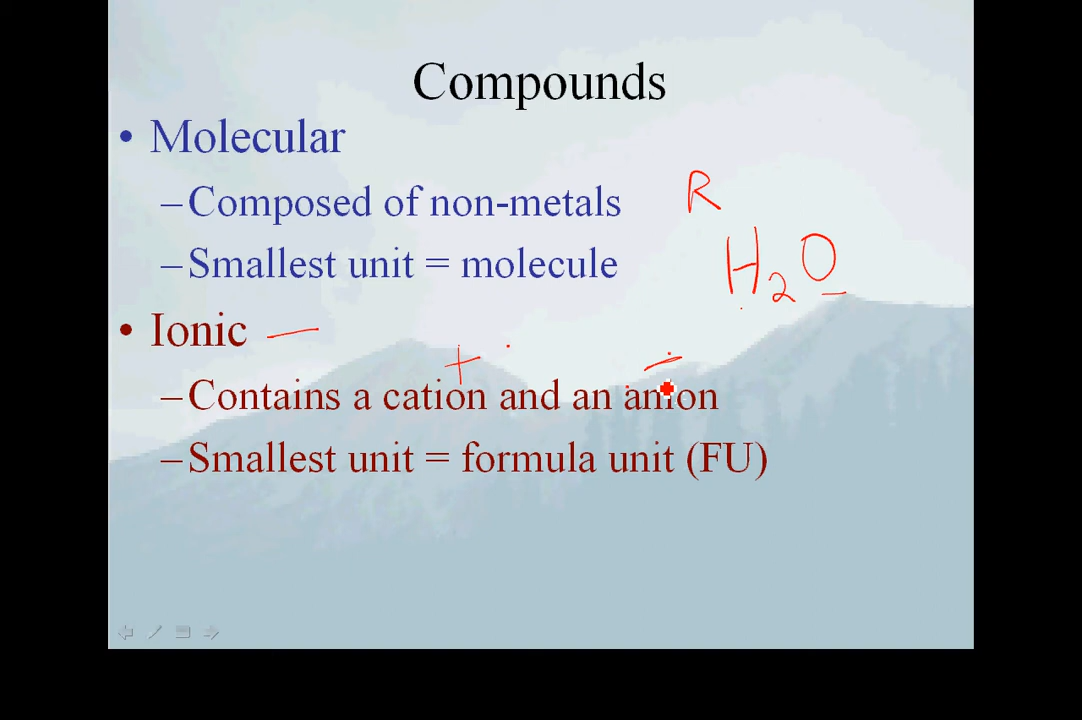 Compounds
• Molecular
–Composed of non-metals
R
–Smallest unit = molecule
H₂O
• Ionic —
+ −
–Contains a cation and an anion
–Smallest unit = formula unit (FU)